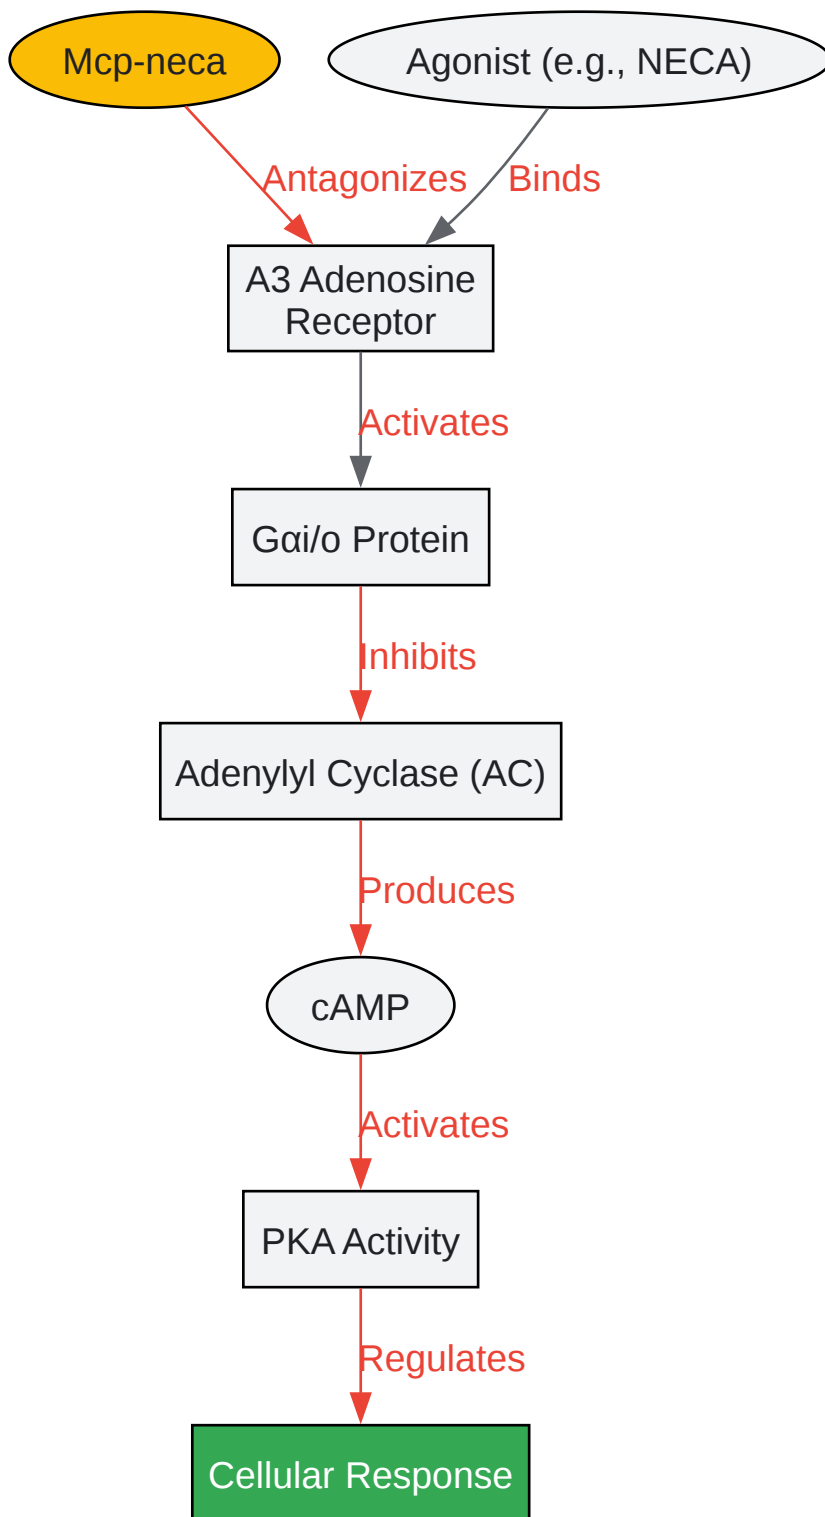 Mcp-neca
Agonist (e.g., NECA)
Antagonizes
Binds
A3 Adenosine
Receptor
Activates
Gαi/o Protein
Inhibits
Adenylyl Cyclase (AC)
Produces
cAMP
Activates
PKA Activity
Regulates
Cellular Response